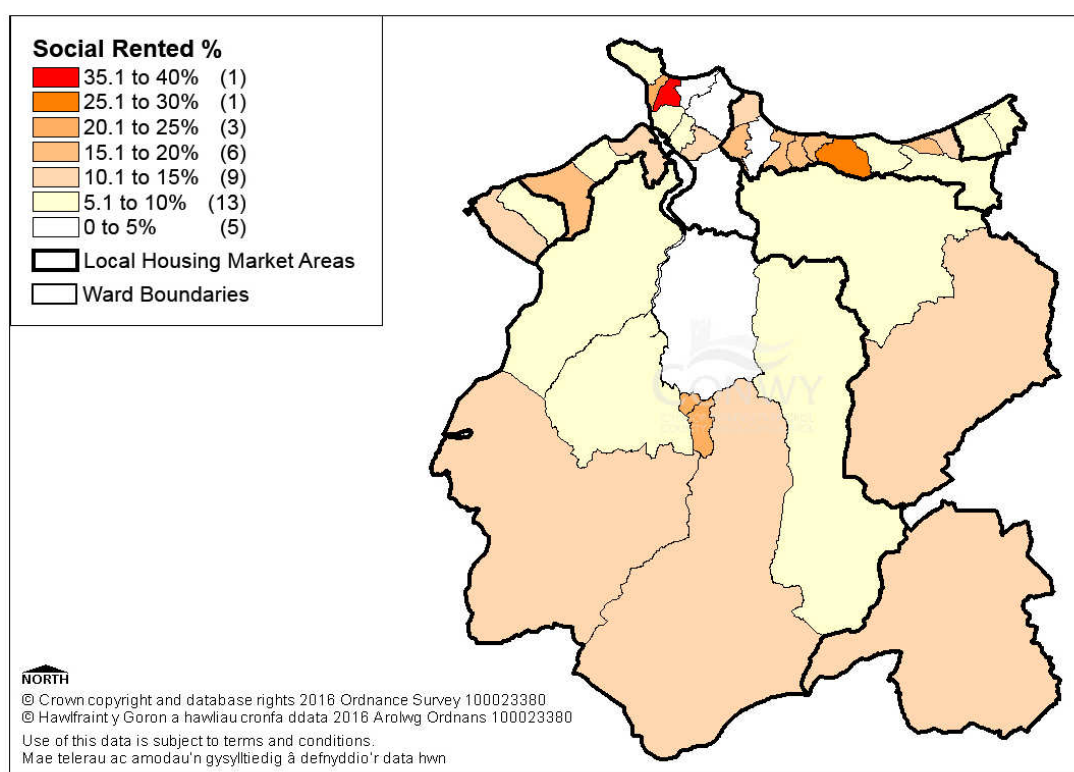 Social Rented %
35.1 to 40% (1)
25.1 to 30% (1)
20.1 to 25% (3)
15.1 to 20% (6)
10.1 to 15% (9)
5.1 to 10% (13)
0 to 5% (5)
Local Housing Market Areas
Ward Boundaries
CONWY
NORTH
© Crown copyright and database rights 2016 Ordnance Survey 100023380
© Hawlfraint y Goron a hawliau cronfa ddata 2016 Arolwg Ordnans 100023380
Use of this data is subject to terms and conditions.
Mae telerau ac amodau'n gysylltiedig â defnyddio'r data hwn